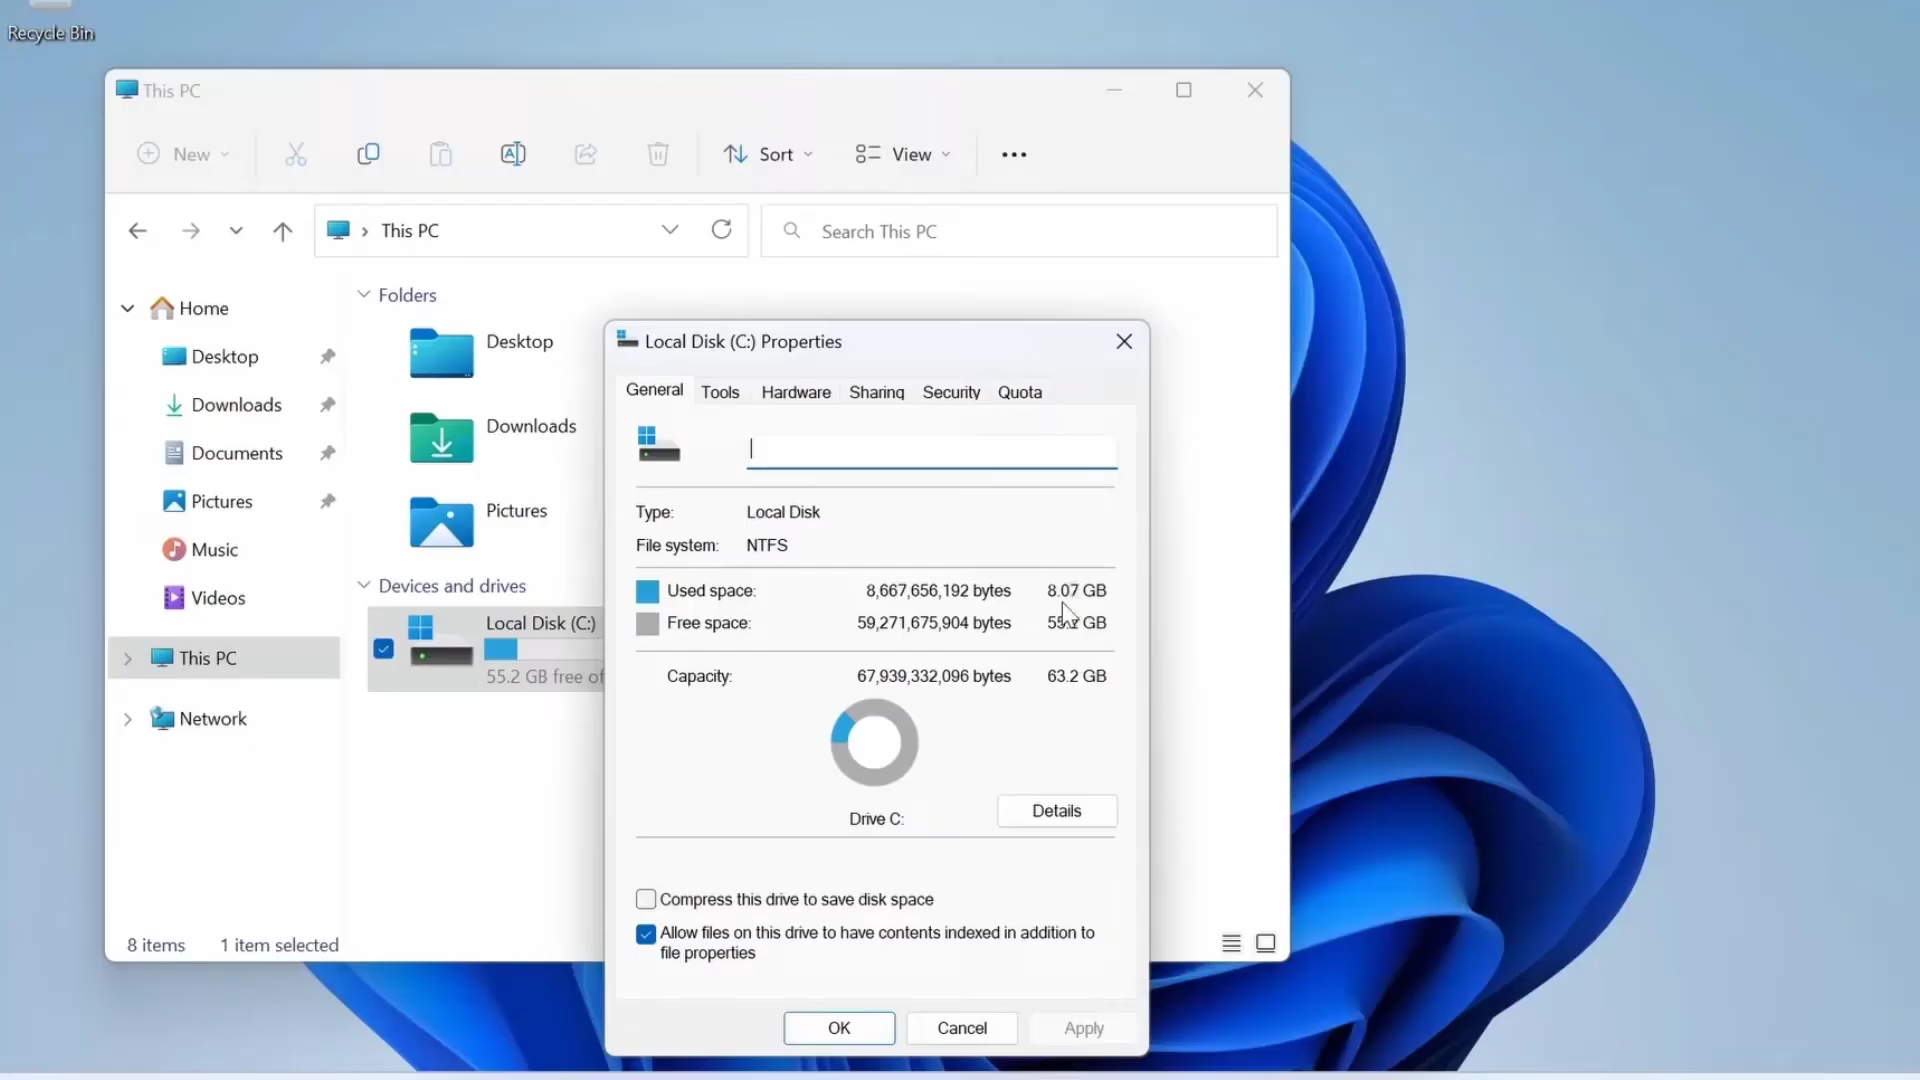 Recycle Bin
This PC
New
Sort
View
This PC
Search This PC
Home
Desktop
Downloads
Documents
Pictures
Music
Videos
This PC
Network
Folders
Desktop
Downloads
Pictures
Devices and drives
Local Disk (C:)
55.2 GB free of
8 items 1 item selected
Local Disk (C:) Properties
General Tools Hardware Sharing Security Quota
Type: Local Disk
File system: NTFS
Used space: 8,667,656,192 bytes 8.07 GB
Free space: 59,271,675,904 bytes 55.2 GB
Capacity: 67,939,332,096 bytes 63.2 GB
Drive C:
Details
Compress this drive to save disk space
Allow files on this drive to have contents indexed in addition to
file properties
OK Cancel Apply